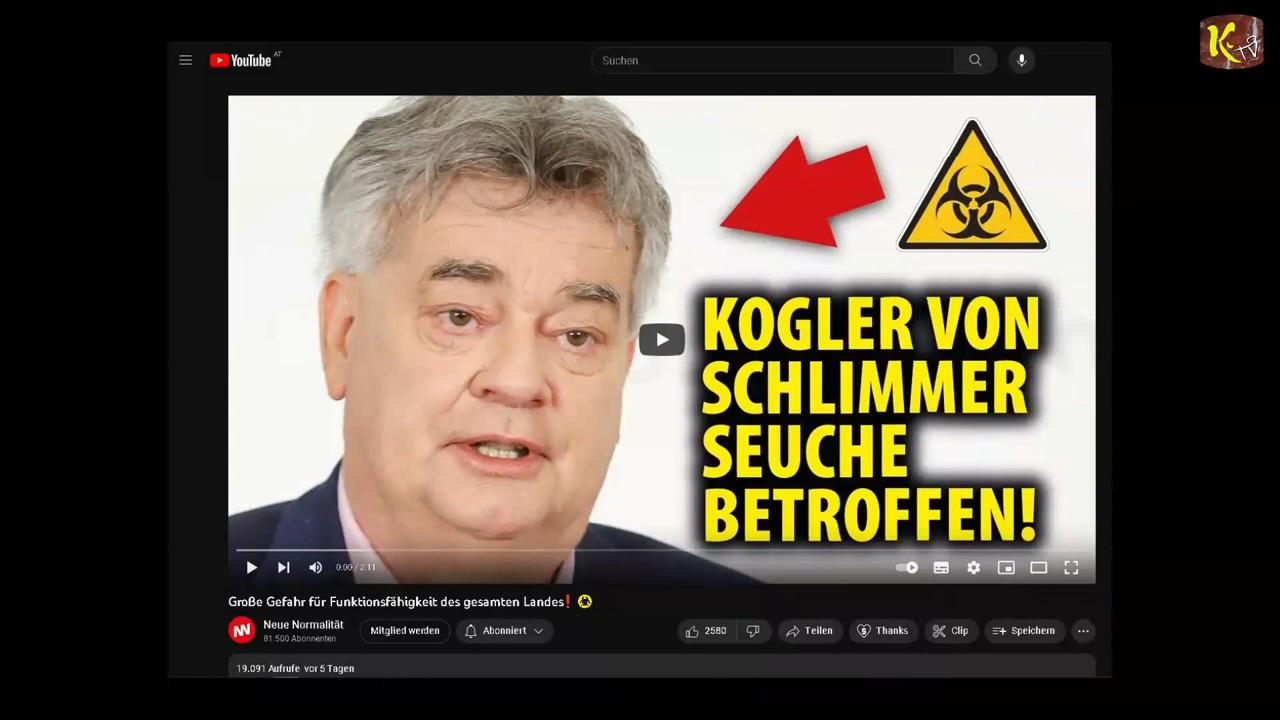 K TV
YouTube AT
Suchen
KOGLER VON
SCHLIMMER
SEUCHE
BETROFFEN!
0:00 / 2:11
Große Gefahr für Funktionsfähigkeit des gesamten Landes❗
Neue Normalität
81.500 Abonnenten
Mitglied werden
Abonniert
2580
Teilen
Thanks
Clip
Speichern
19.091 Aufrufe vor 5 Tagen